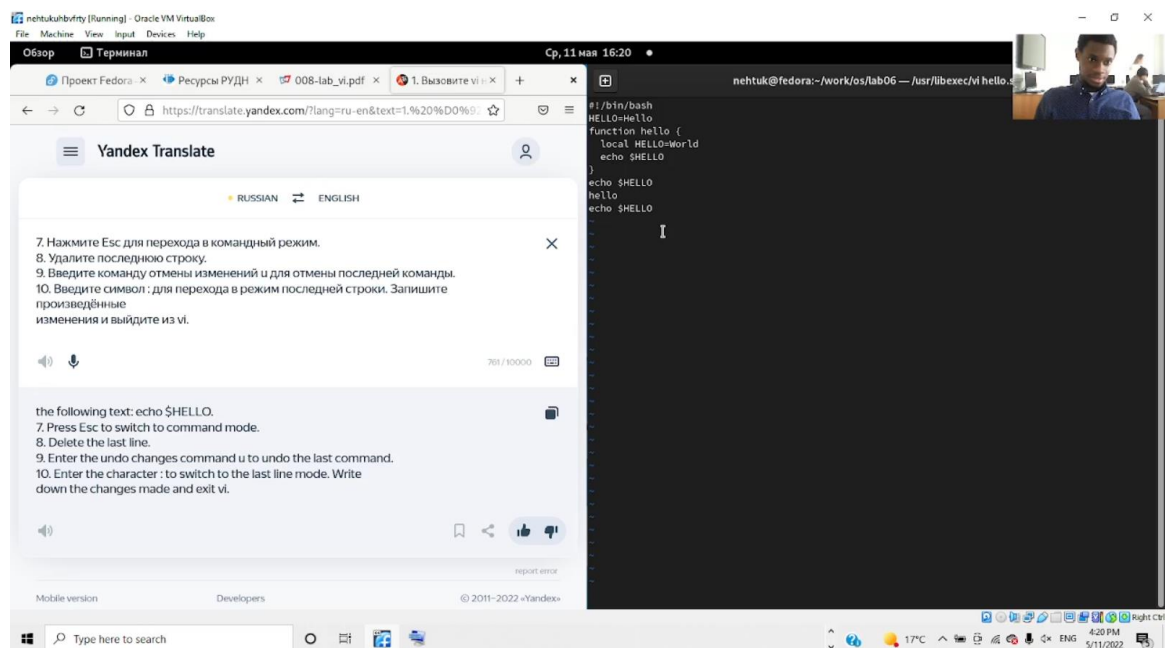 nehtukuhbvfrty [Running] - Oracle VM VirtualBox
File Machine View Input Devices Help
Обзор Терминал Ср, 11 мая 16:20
Проект Fedora Ресурсы РУДН 008-lab_vi.pdf 1. Вызовите vi
https://translate.yandex.com/?lang=ru-en&text=1.%20%D0%9
Yandex Translate
RUSSIAN ENGLISH
7. Нажмите Esc для перехода в командный режим.
8. Удалите последнюю строку.
9. Введите команду отмены изменений u для отмены последней команды.
10. Введите символ : для перехода в режим последней строки. Запишите
произведённые
изменения и выйдите из vi.
761/10000
the following text: echo $HELLO.
7. Press Esc to switch to command mode.
8. Delete the last line.
9. Enter the undo changes command u to undo the last command.
10. Enter the character : to switch to the last line mode. Write
down the changes made and exit vi.
report error
Mobile version Developers © 2011–2022 «Yandex»
nehtuk@fedora:~/work/os/lab06 — /usr/libexec/vi hello.s
#!/bin/bash
HELLO=Hello
function hello {
local HELLO=World
echo $HELLO
}
echo $HELLO
hello
echo $HELLO
Right Ctrl
Type here to search
17°C ENG 4:20 PM
5/11/2022